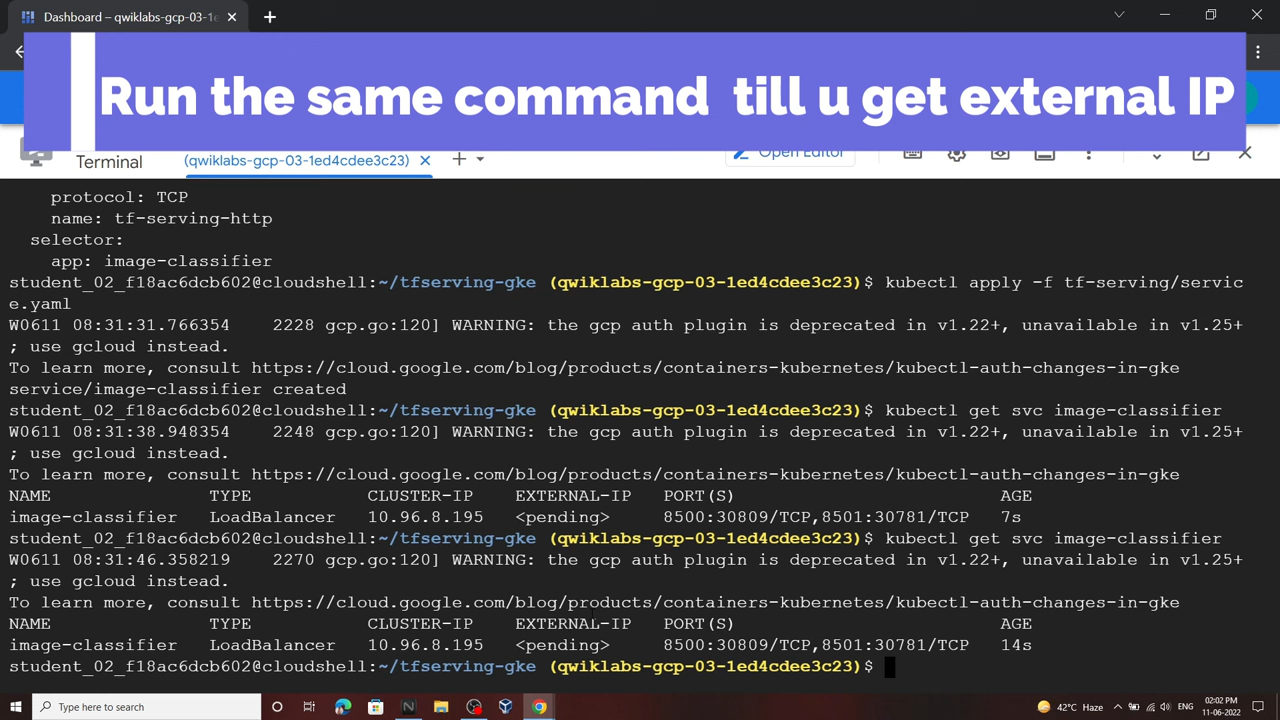 Dashboard – qwiklabs-gcp-03-1e
Run the same command till u get external IP
Terminal
(qwiklabs-gcp-03-1ed4cdee3c23)
Open Editor
protocol: TCP
name: tf-serving-http
selector:
app: image-classifier
student_02_f18ac6dcb602@cloudshell:~/tfserving-gke (qwiklabs-gcp-03-1ed4cdee3c23)$ kubectl apply -f tf-serving/servic
e.yaml
W0611 08:31:31.766354 2228 gcp.go:120] WARNING: the gcp auth plugin is deprecated in v1.22+, unavailable in v1.25+
; use gcloud instead.
To learn more, consult https://cloud.google.com/blog/products/containers-kubernetes/kubectl-auth-changes-in-gke
service/image-classifier created
student_02_f18ac6dcb602@cloudshell:~/tfserving-gke (qwiklabs-gcp-03-1ed4cdee3c23)$ kubectl get svc image-classifier
W0611 08:31:38.948354 2248 gcp.go:120] WARNING: the gcp auth plugin is deprecated in v1.22+, unavailable in v1.25+
; use gcloud instead.
To learn more, consult https://cloud.google.com/blog/products/containers-kubernetes/kubectl-auth-changes-in-gke
NAME TYPE CLUSTER-IP EXTERNAL-IP PORT(S) AGE
image-classifier LoadBalancer 10.96.8.195 <pending> 8500:30809/TCP,8501:30781/TCP 7s
student_02_f18ac6dcb602@cloudshell:~/tfserving-gke (qwiklabs-gcp-03-1ed4cdee3c23)$ kubectl get svc image-classifier
W0611 08:31:46.358219 2270 gcp.go:120] WARNING: the gcp auth plugin is deprecated in v1.22+, unavailable in v1.25+
; use gcloud instead.
To learn more, consult https://cloud.google.com/blog/products/containers-kubernetes/kubectl-auth-changes-in-gke
NAME TYPE CLUSTER-IP EXTERNAL-IP PORT(S) AGE
image-classifier LoadBalancer 10.96.8.195 <pending> 8500:30809/TCP,8501:30781/TCP 14s
student_02_f18ac6dcb602@cloudshell:~/tfserving-gke (qwiklabs-gcp-03-1ed4cdee3c23)$
Type here to search
42°C Haze
ENG
02:02 PM
11-06-2022